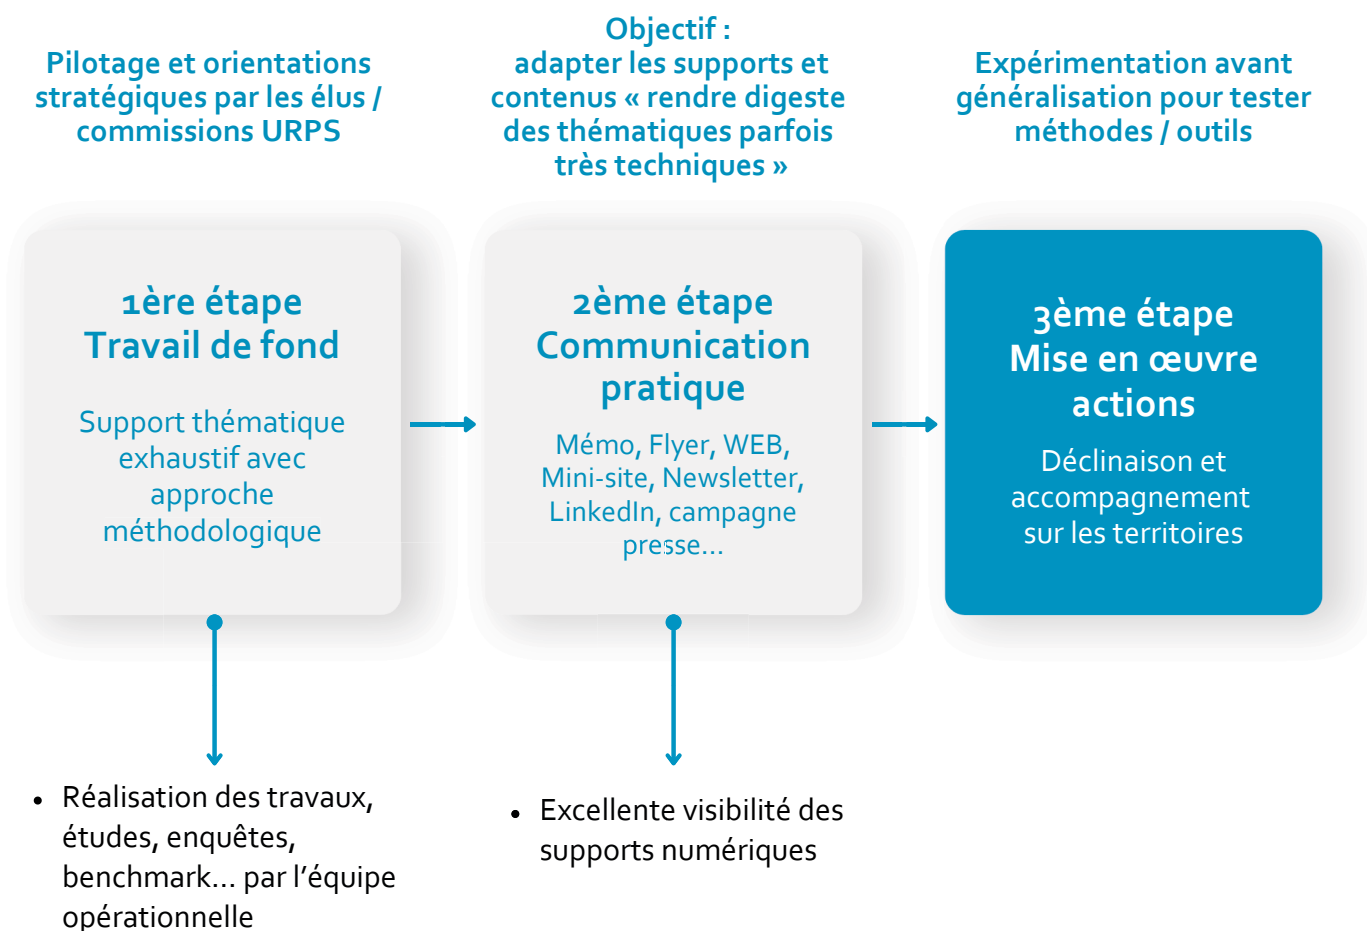 Pilotage et orientations
stratégiques par les élus /
commissions URPS
Objectif :
adapter les supports et
contenus « rendre digeste
des thématiques parfois
très techniques »
Expérimentation avant
généralisation pour tester
méthodes / outils
1ère étape
Travail de fond
Support thématique
exhaustif avec
approche
méthodologique
2ème étape
Communication
pratique
Mémo, Flyer, WEB,
Mini-site, Newsletter,
LinkedIn, campagne
presse...
3ème étape
Mise en œuvre
actions
Déclinaison et
accompagnement
sur les territoires
• Réalisation des travaux,
études, enquêtes,
benchmark... par l'équipe
opérationnelle
• Excellente visibilité des
supports numériques